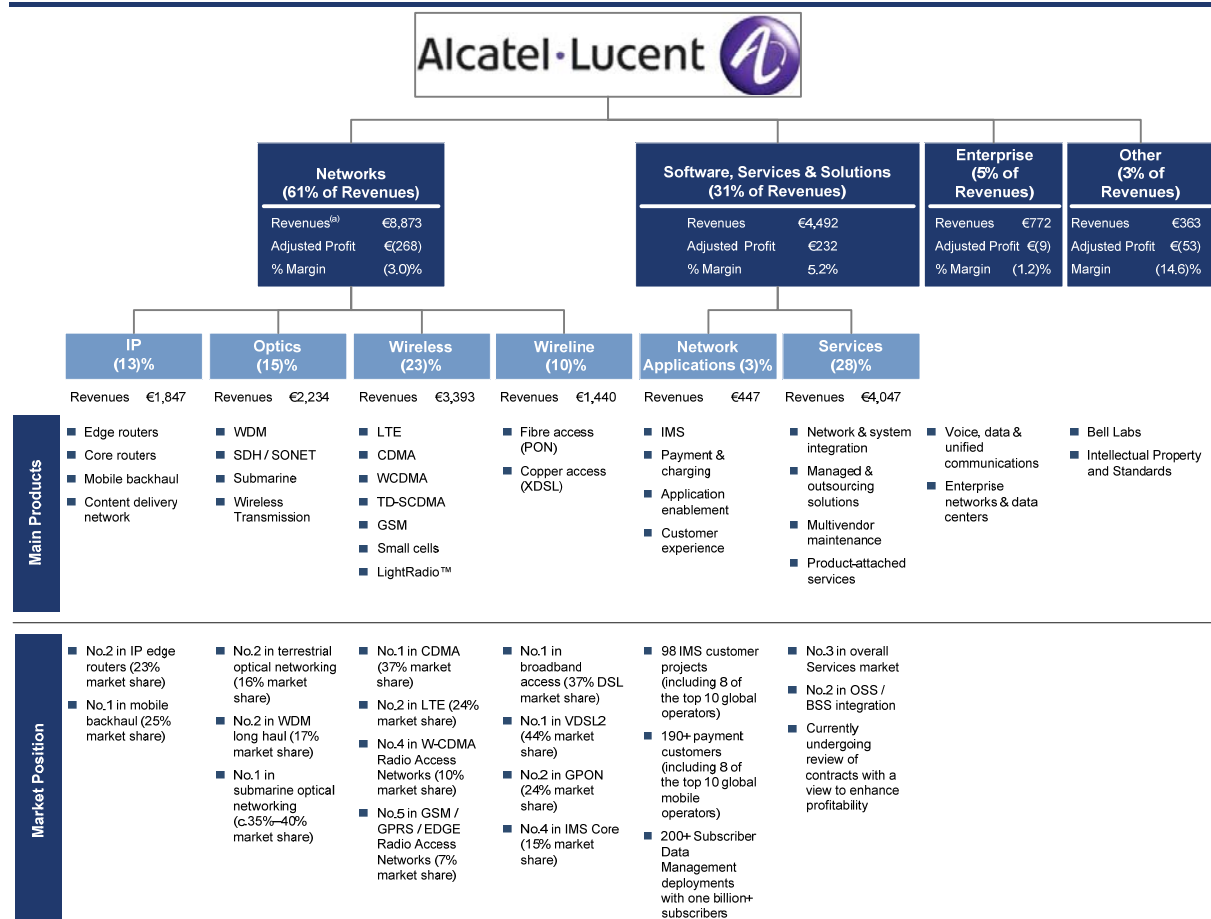 Alcatel·Lucent
Networks
(61% of Revenues)
Revenues(a) €8,873
Adjusted Profit €(268)
% Margin (3.0)%
Software, Services & Solutions
(31% of Revenues)
Revenues €4,492
Adjusted Profit €232
% Margin 5.2%
Enterprise
(5% of
Revenues)
Revenues €772
Adjusted Profit €(9)
% Margin (1.2)%
Other
(3% of
Revenues)
Revenues €363
Adjusted Profit €(53)
Margin (14.6)%
IP
(13)%
Revenues €1,847
Optics
(15)%
Revenues €2,234
Wireless
(23)%
Revenues €3,393
Wireline
(10)%
Revenues €1,440
Network
Applications (3)%
Revenues €447
Services
(28)%
Revenues €4,047
Main Products
Edge routers
Core routers
Mobile backhaul
Content delivery
network
WDM
SDH / SONET
Submarine
Wireless
Transmission
LTE
CDMA
WCDMA
TD-SCDMA
GSM
Small cells
LightRadio™
Fibre access
(PON)
Copper access
(XDSL)
IMS
Payment &
charging
Application
enablement
Customer
experience
Network & system
integration
Managed &
outsourcing
solutions
Multivendor
maintenance
Product-attached
services
Voice, data &
unified
communications
Enterprise
networks & data
centers
Bell Labs
Intellectual Property
and Standards
Market Position
No.2 in IP edge
routers (23%
market share)
No.1 in mobile
backhaul (25%
market share)
No.2 in terrestrial
optical networking
(16% market
share)
No.2 in WDM
long haul (17%
market share)
No.1 in
submarine optical
networking
(c.35%–40%
market share)
No.1 in CDMA
(37% market
share)
No.2 in LTE (24%
market share)
No.4 in W-CDMA
Radio Access
Networks (10%
market share)
No.5 in GSM /
GPRS / EDGE
Radio Access
Networks (7%
market share)
No.1 in
broadband
access (37% DSL
market share)
No.1 in VDSL2
(44% market
share)
No.2 in GPON
(24% market
share)
No.4 in IMS Core
(15% market
share)
98 IMS customer
projects
(including 8 of
the top 10 global
operators)
190+ payment
customers
(including 8 of
the top 10 global
mobile
operators)
200+ Subscriber
Data
Management
deployments
with one billion+
subscribers
No.3 in overall
Services market
No.2 in OSS /
BSS integration
Currently
undergoing
review of
contracts with a
view to enhance
profitability